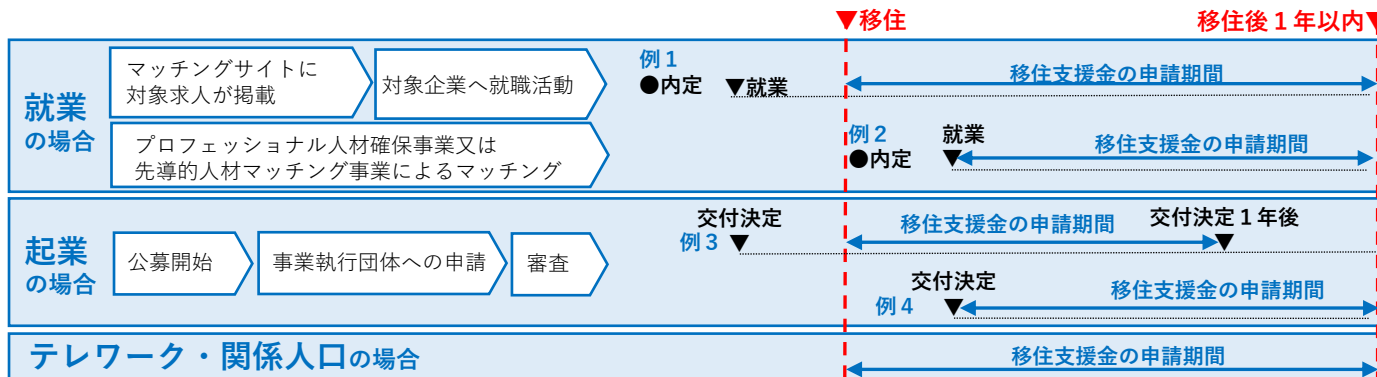 ▼移住
移住後１年以内▼
就業
の場合
マッチングサイトに
対象求人が掲載
対象企業へ就職活動
プロフェッショナル人材確保事業又は
先導的人材マッチング事業によるマッチング
例１
●内定
▼就業
移住支援金の申請期間
例２
●内定
就業
▼
移住支援金の申請期間
起業
の場合
公募開始
事業執行団体への申請
審査
交付決定
例３ ▼
移住支援金の申請期間
交付決定１年後
▼
交付決定
例４ ▼
移住支援金の申請期間
テレワーク・関係人口の場合
移住支援金の申請期間